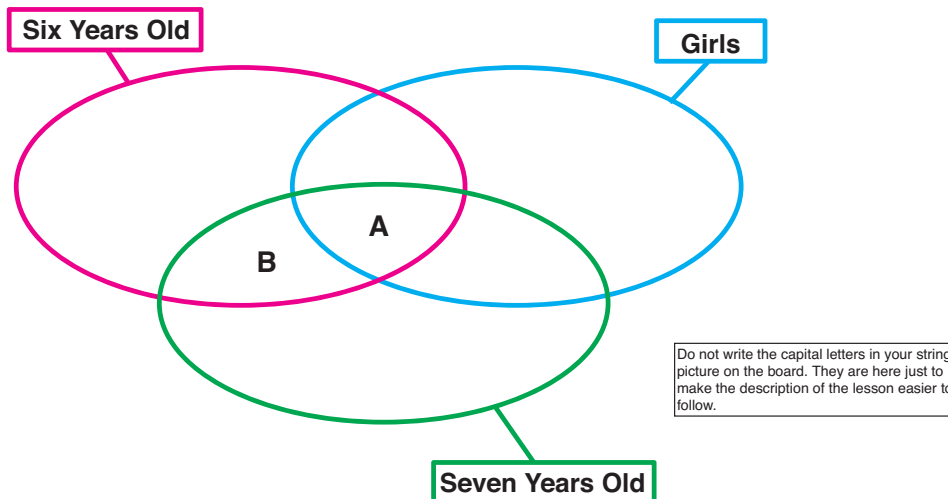 Six Years Old
Girls
A
B
Do not write the capital letters in your string
picture on the board. They are here just to
make the description of the lesson easier to
follow.
Seven Years Old